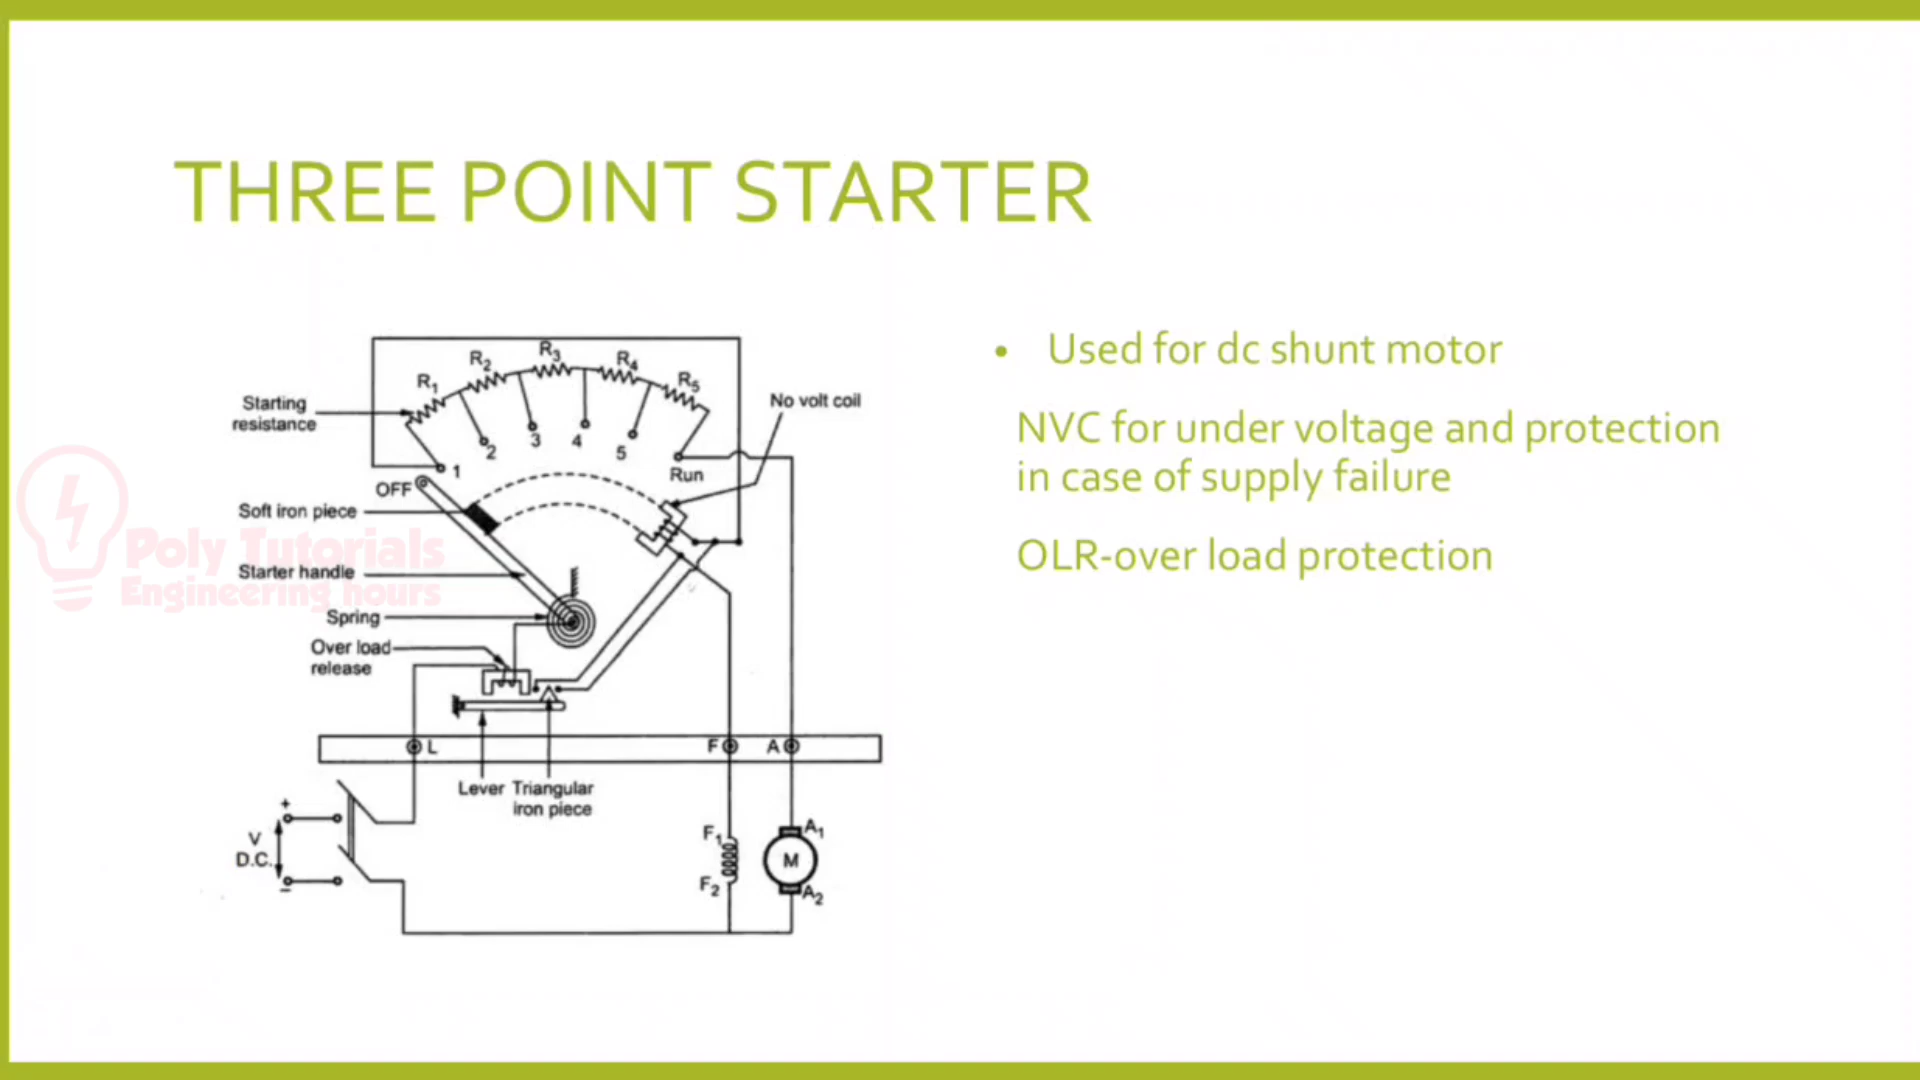 THREE POINT STARTER
R1
R2
R3
R4
R5
Starting
resistance
No volt coil
1
2
3
4
5
Run
OFF
Soft iron piece
Poly Tutorials
Engineering hours
Starter handle
Spring
Over load
release
L
F
A
Lever
Triangular
iron piece
+
V
D.C.
–
F1
F2
A1
M
A2
• Used for dc shunt motor
NVC for under voltage and protection
in case of supply failure
OLR-over load protection